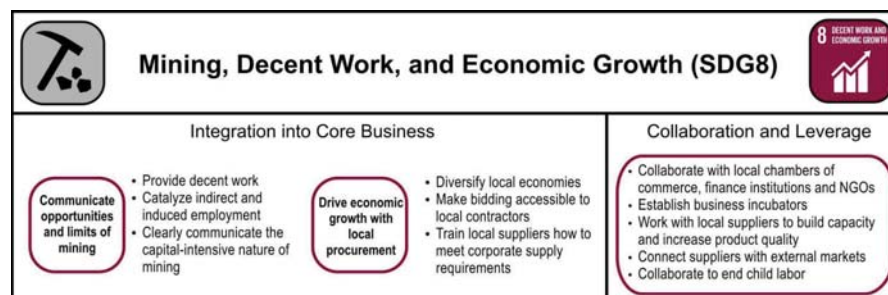 Mining, Decent Work, and Economic Growth (SDG8)
8 DECENT WORK AND
ECONOMIC GROWTH
Integration into Core Business
Communicate
opportunities
and limits of
mining
• Provide decent work
• Catalyze indirect and
induced employment
• Clearly communicate the
capital-intensive nature of
mining
Drive economic
growth with
local
procurement
• Diversify local economies
• Make bidding accessible to
local contractors
• Train local suppliers how to
meet corporate supply
requirements
Collaboration and Leverage
• Collaborate with local chambers of
commerce, finance institutions and NGOs
• Establish business incubators
• Work with local suppliers to build capacity
and increase product quality
• Connect suppliers with external markets
• Collaborate to end child labor